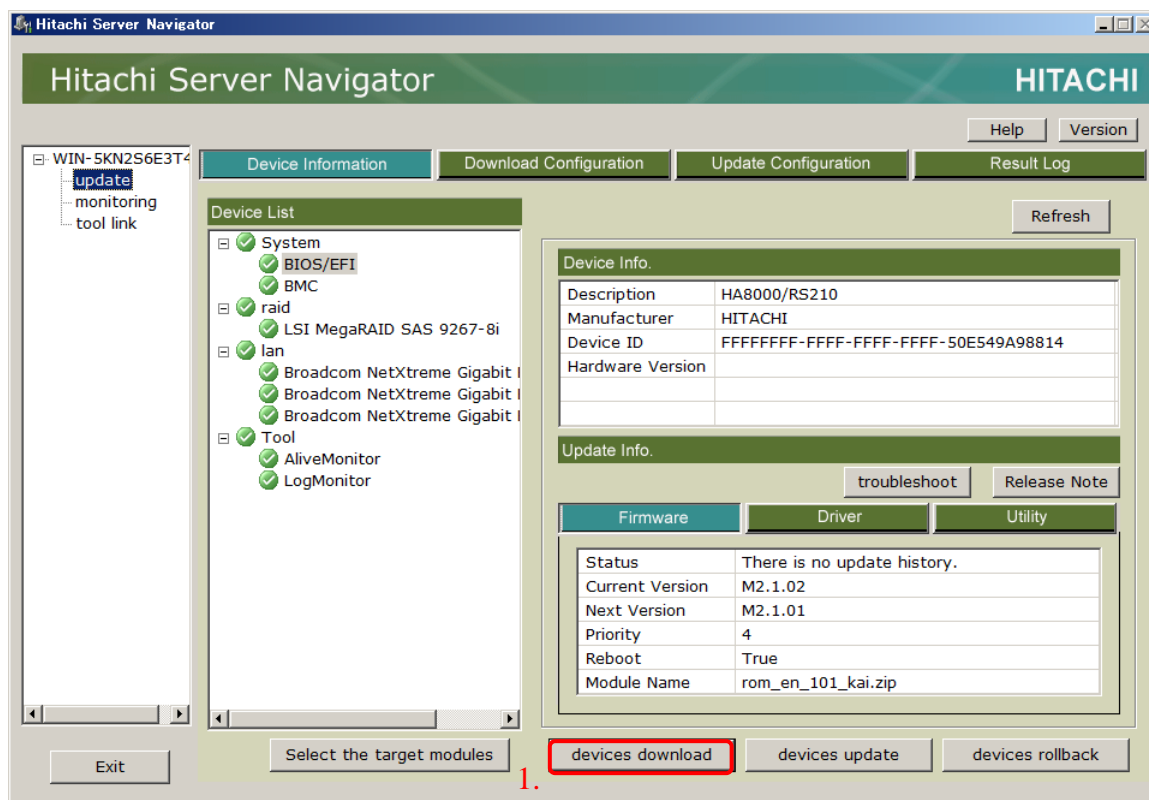 Hitachi Server Navigator
Hitachi Server Navigator
HITACHI
Help
Version
WIN-5KN2S6E3T4
update
monitoring
tool link
Device Information
Download Configuration
Update Configuration
Result Log
Device List
System
BIOS/EFI
BMC
raid
LSI MegaRAID SAS 9267-8i
lan
Broadcom NetXtreme Gigabit
Broadcom NetXtreme Gigabit
Broadcom NetXtreme Gigabit
Tool
AliveMonitor
LogMonitor
Refresh
Device Info.
Description HA8000/RS210
Manufacturer HITACHI
Device ID FFFFFFFF-FFFF-FFFF-FFFF-50E549A98814
Hardware Version
Update Info.
troubleshoot
Release Note
Firmware
Driver
Utility
Status There is no update history.
Current Version M2.1.02
Next Version M2.1.01
Priority 4
Reboot True
Module Name rom_en_101_kai.zip
Exit
Select the target modules
1.
devices download
devices update
devices rollback